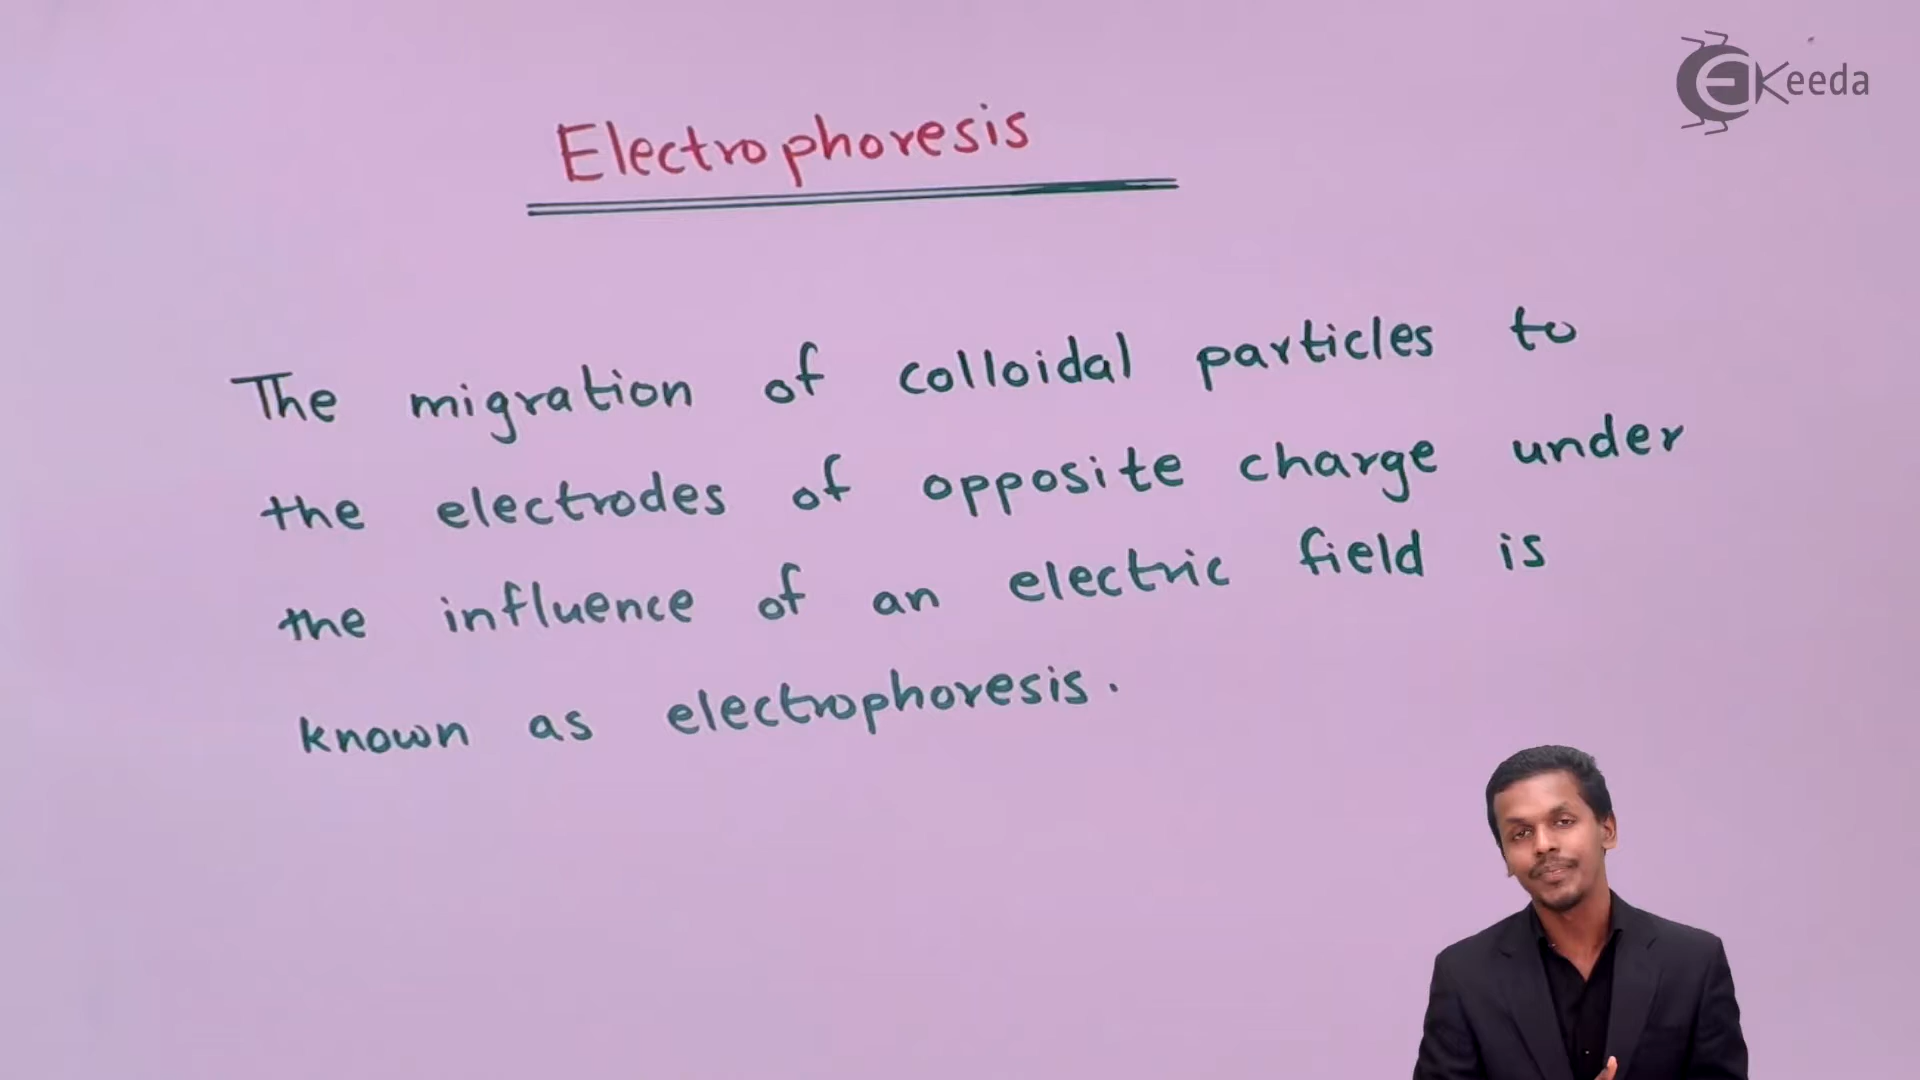 EKeeda
Electrophoresis
The migration of colloidal particles to
the electrodes of opposite charge under
the influence of an electric field is
known as electrophoresis.